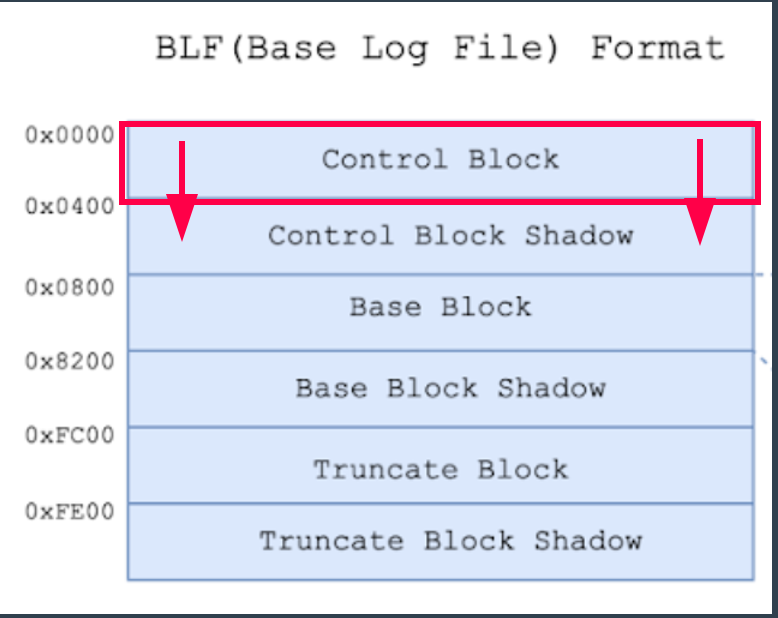 BLF(Base Log File) Format
0x0000
Control Block
0x0400
Control Block Shadow
0x0800
Base Block
0x8200
Base Block Shadow
0xFC00
Truncate Block
0xFE00
Truncate Block Shadow